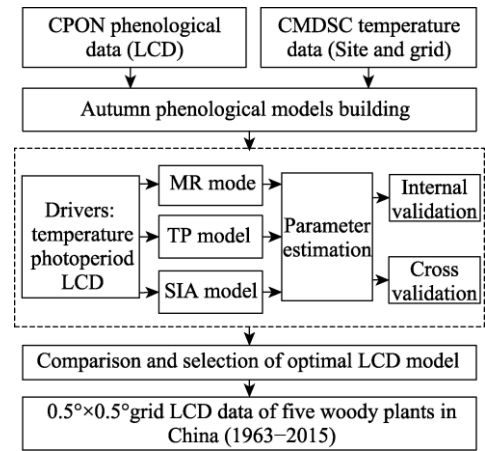 CPON phenological
data (LCD)
CMDSC temperature
data (Site and grid)
Autumn phenological models building
Drivers:
temperature
photoperiod
LCD
MR mode
TP model
SIA model
Parameter
estimation
Internal
validation
Cross
validation
Comparison and selection of optimal LCD model
0.5°×0.5°grid LCD data of five woody plants in
China (1963−2015)